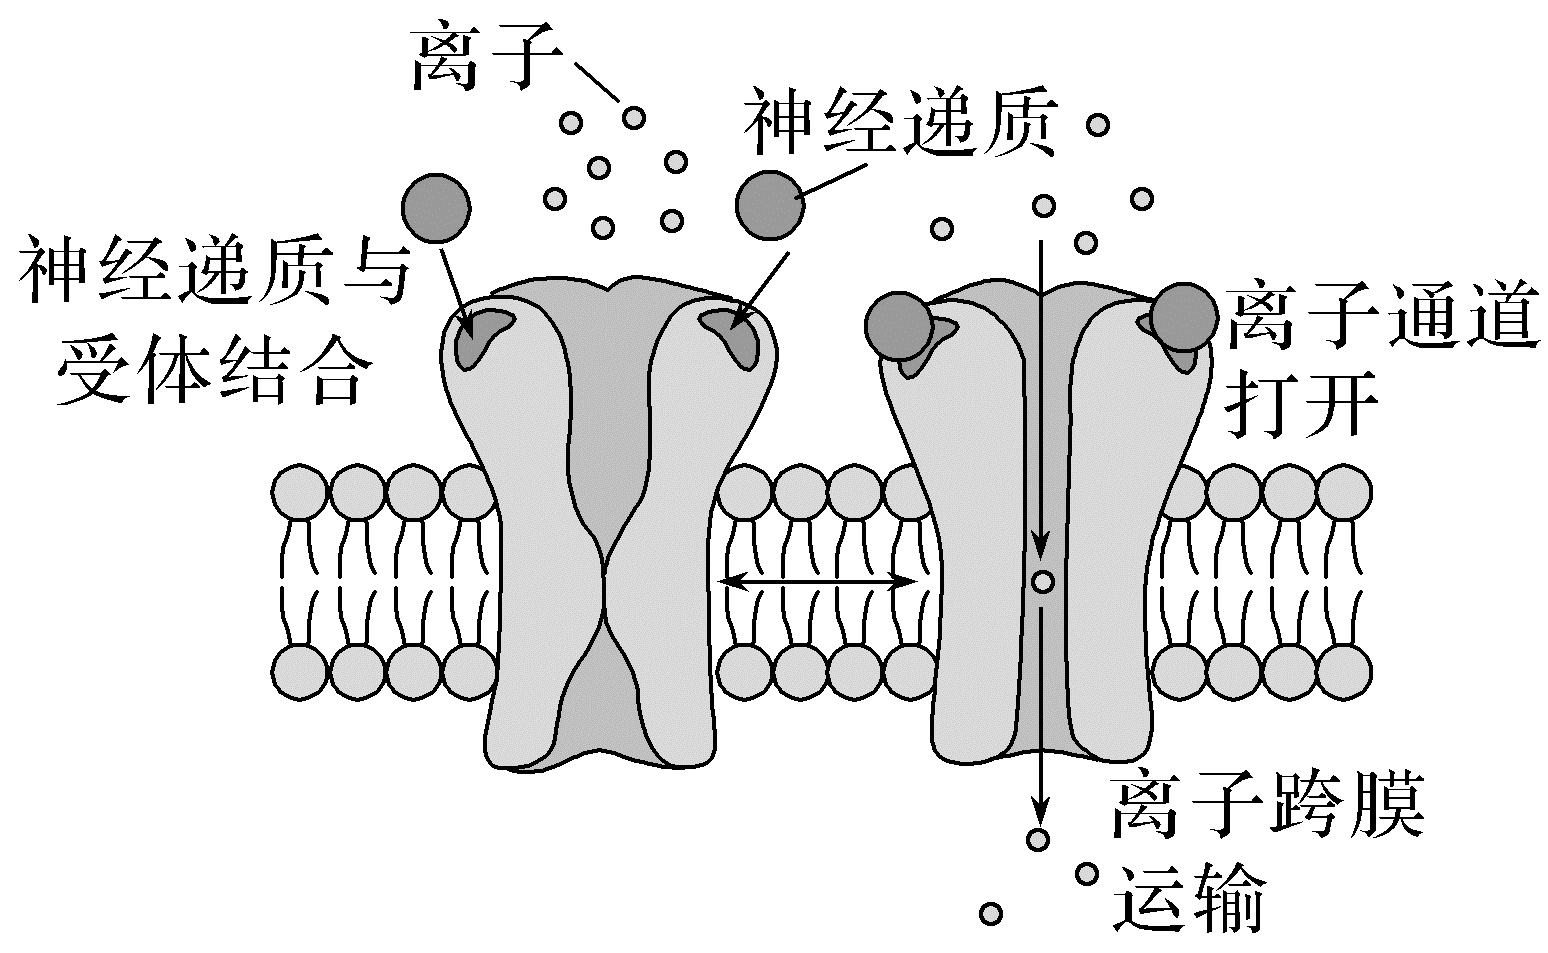 离子
神经递质
神经递质与
受体结合
离子通道
打开
离子跨膜
运输